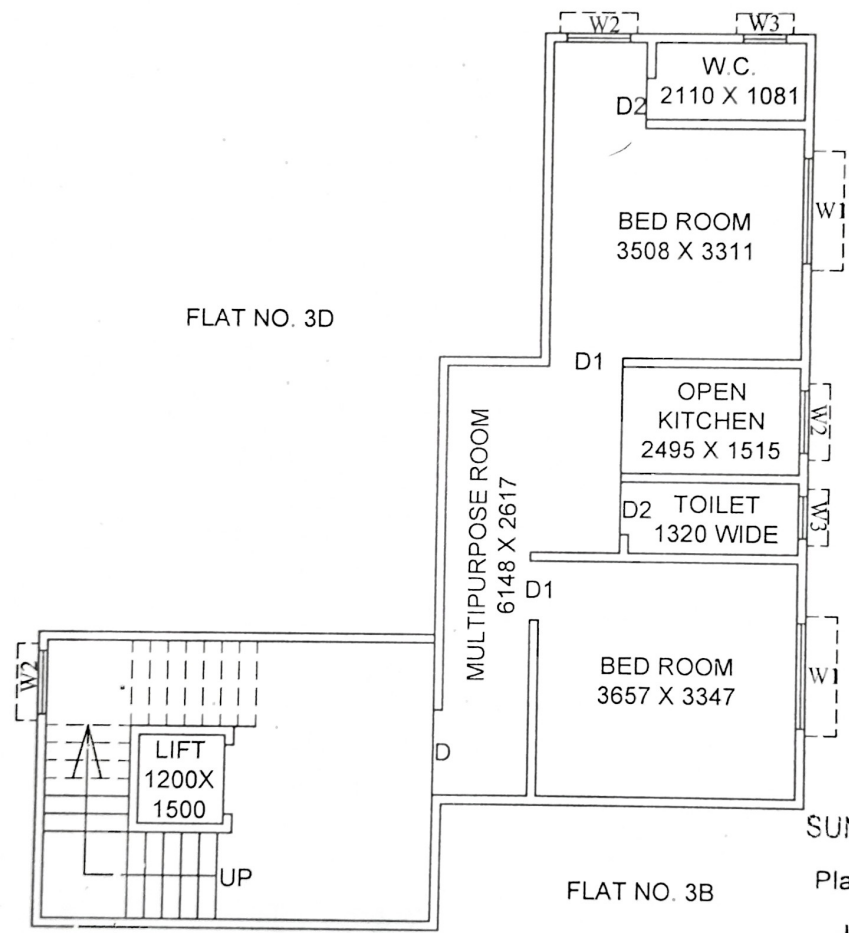 W2
W3
W.C.
2110 X 1081
D2
W1
BED ROOM
3508 X 3311
FLAT NO. 3D
D1
OPEN
KITCHEN
2495 X 1515
W2
MULTIPURPOSE ROOM
6148 X 2617
D2
TOILET
1320 WIDE
W3
D1
W2
BED ROOM
3657 X 3347
W1
LIFT
1200X
1500
D
UP
FLAT NO. 3B